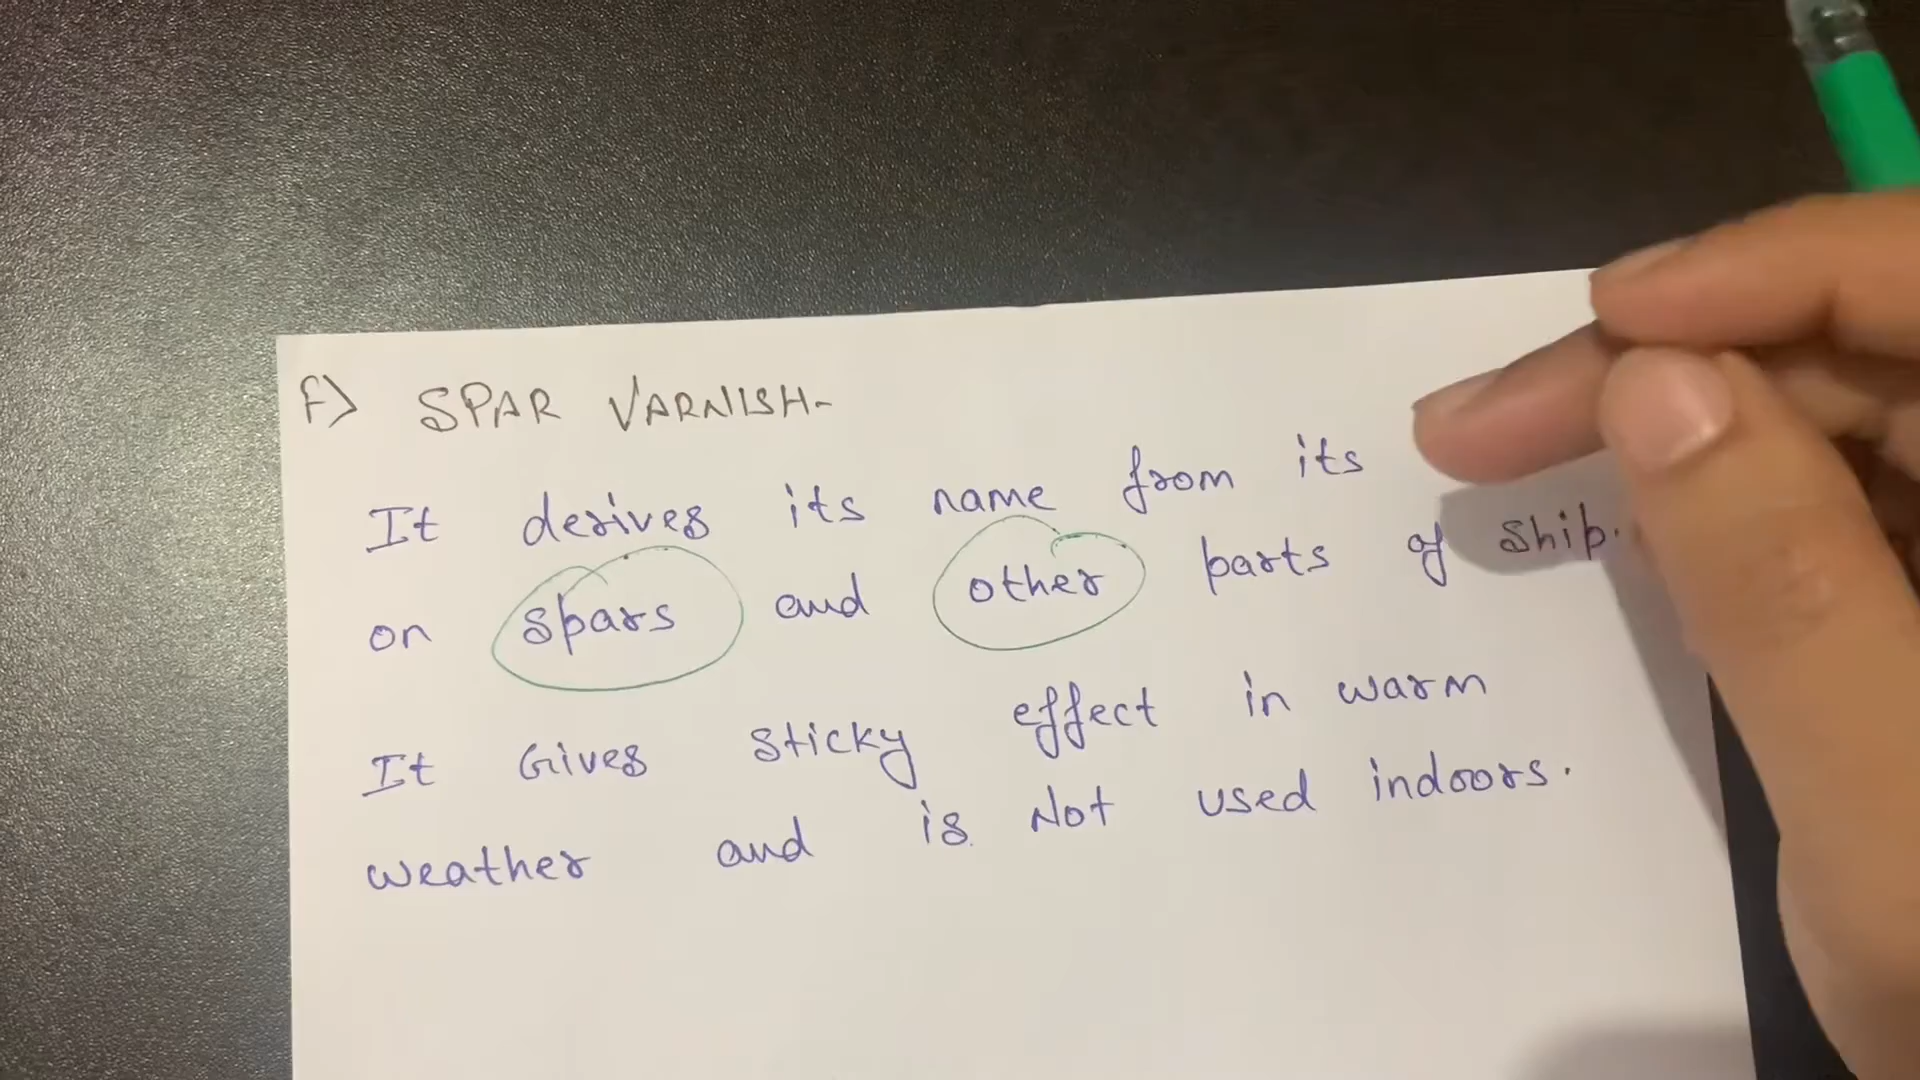 F) SPAR VARNISH-
It derives its name from its
on spars and other parts of ship.
It Gives sticky effect in warm
weather and is Not used indoors.